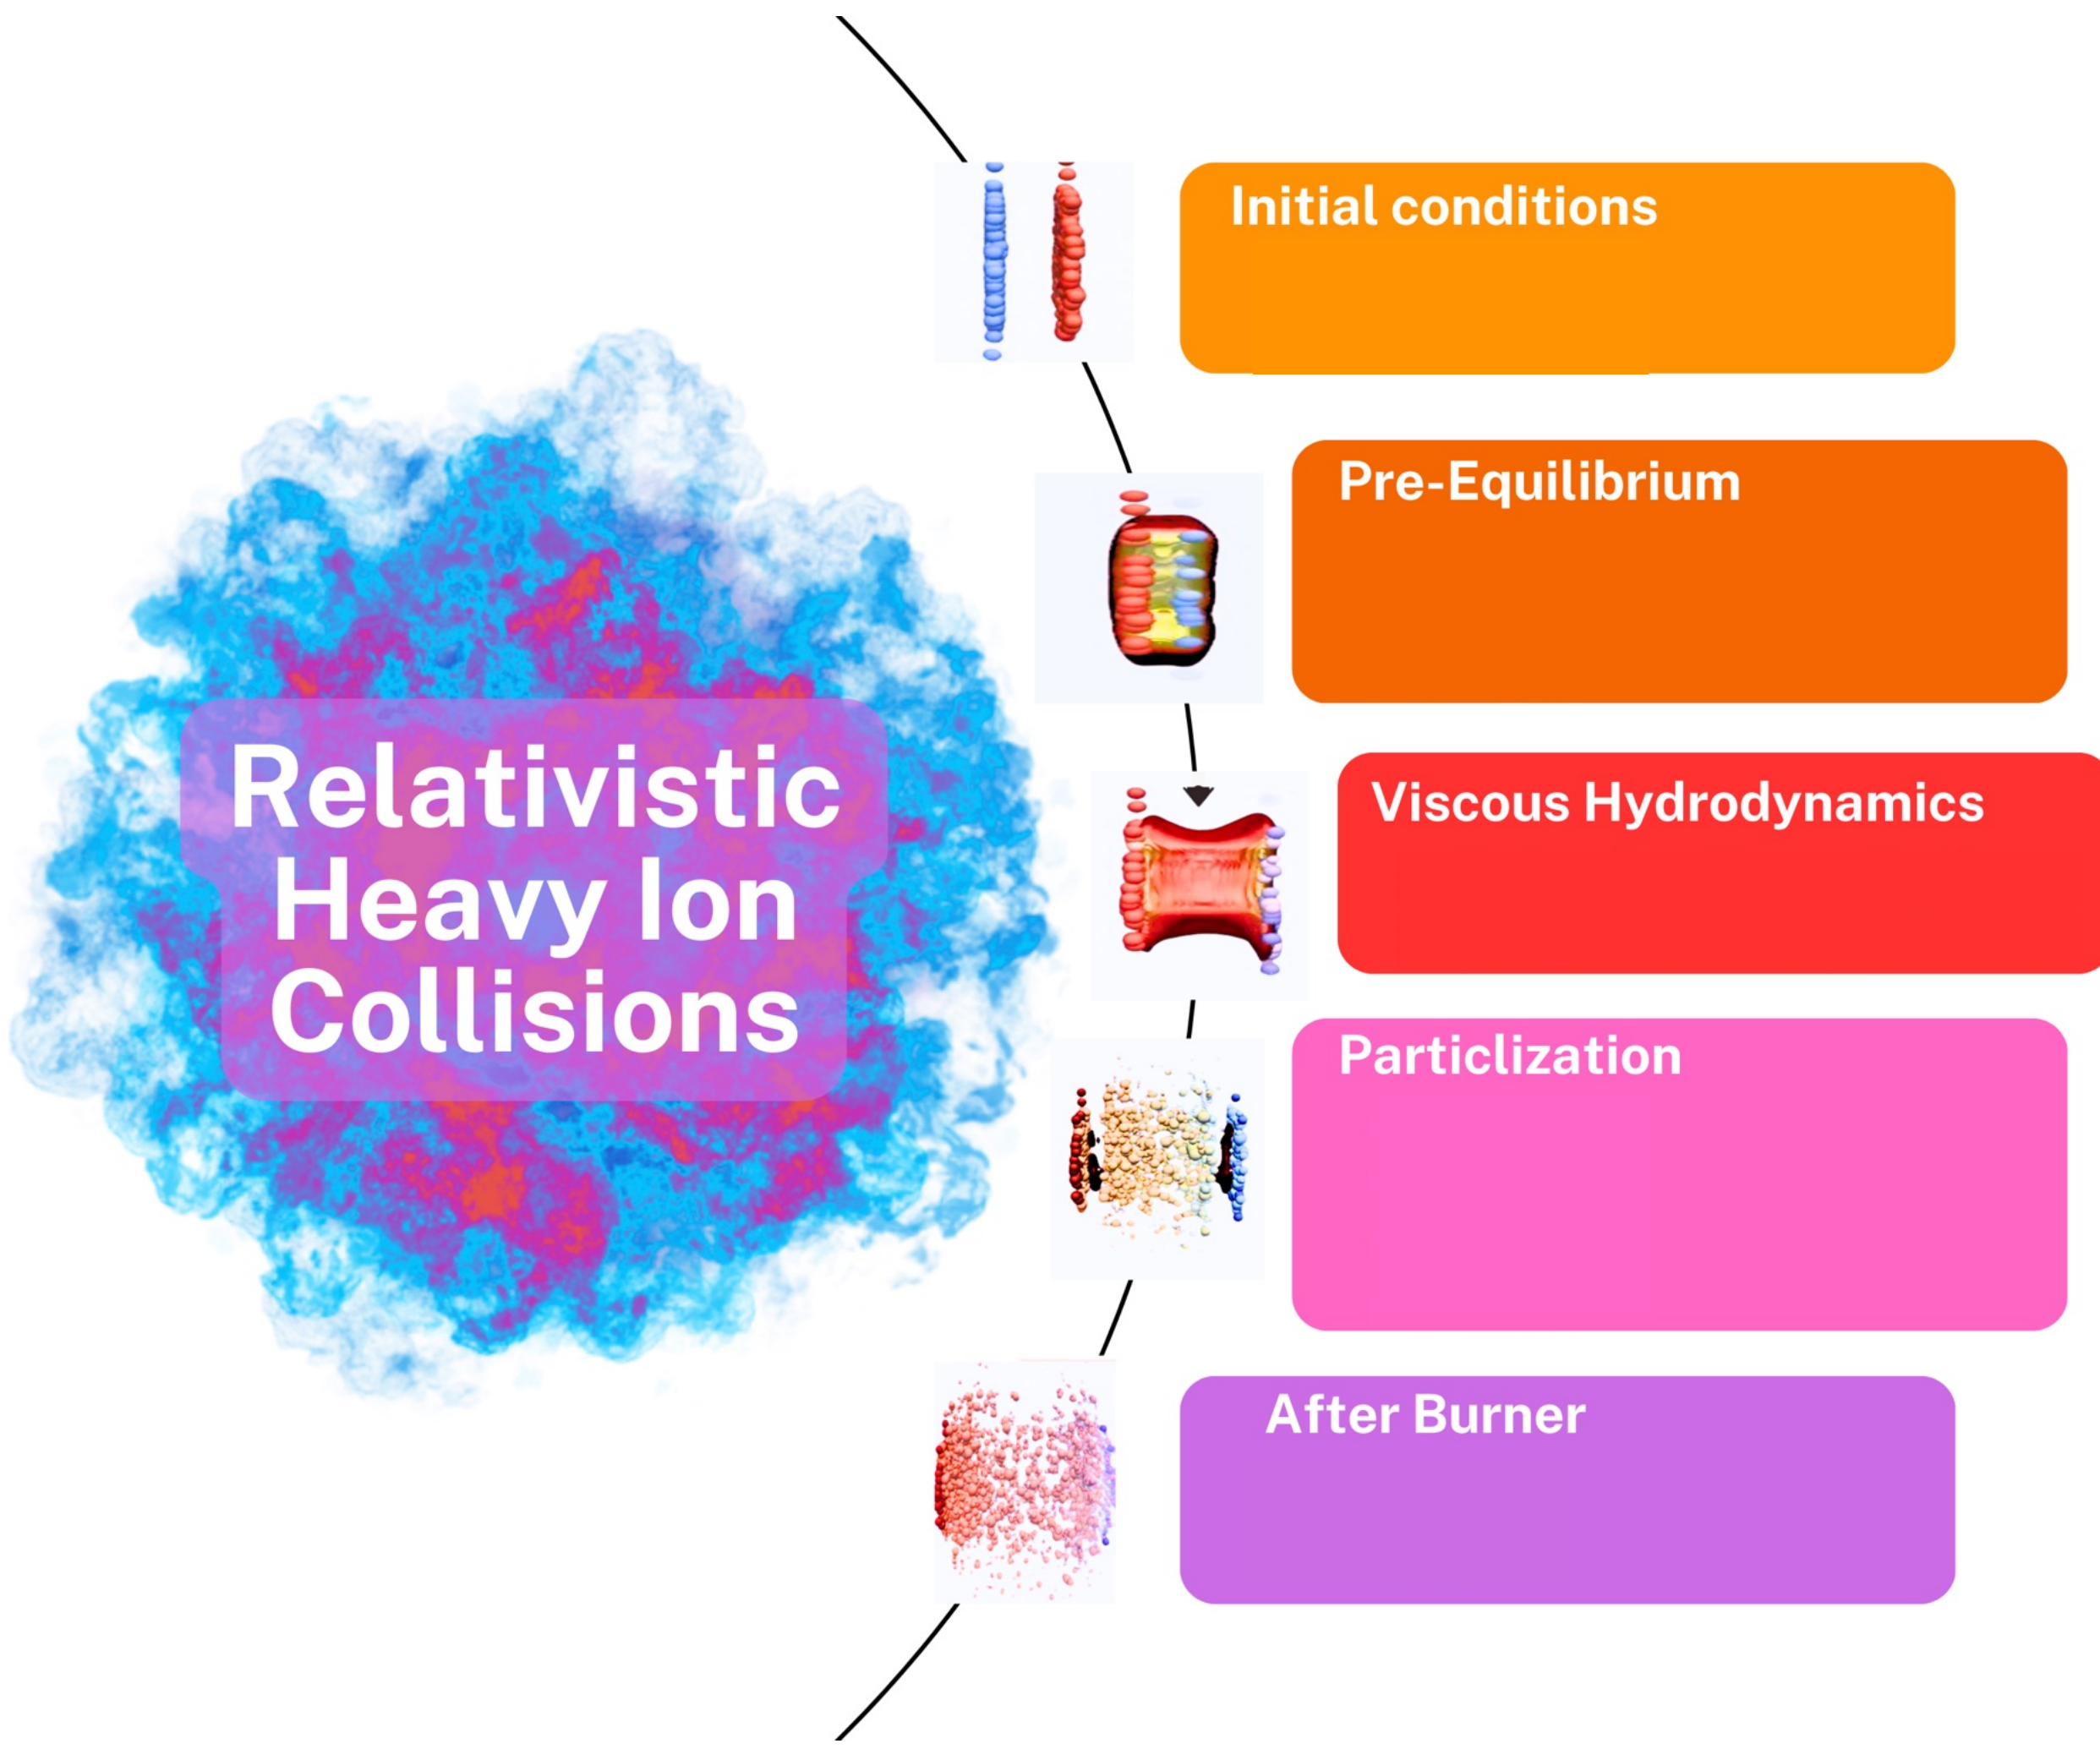 Relativistic
Heavy Ion
Collisions
Initial conditions
Pre-Equilibrium
Viscous Hydrodynamics
Particlization
After Burner